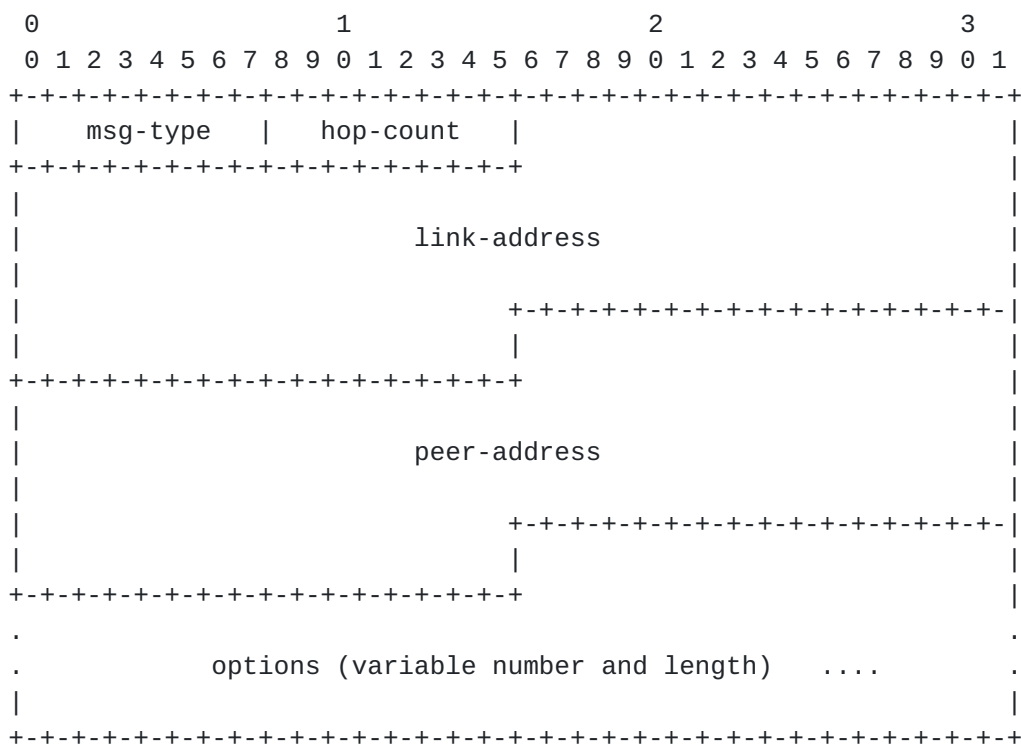 0                   1                   2                   3
 0 1 2 3 4 5 6 7 8 9 0 1 2 3 4 5 6 7 8 9 0 1 2 3 4 5 6 7 8 9 0 1
+-+-+-+-+-+-+-+-+-+-+-+-+-+-+-+-+-+-+-+-+-+-+-+-+-+-+-+-+-+-+-+-+
|    msg-type   |   hop-count   |                               |
+-+-+-+-+-+-+-+-+-+-+-+-+-+-+-+-+                               |
|                                                               |
|                         link-address                          |
|                                                               |
|                               +-+-+-+-+-+-+-+-+-+-+-+-+-+-+-+-|
|                               |                               |
+-+-+-+-+-+-+-+-+-+-+-+-+-+-+-+-+                               |
|                                                               |
|                         peer-address                          |
|                                                               |
|                               +-+-+-+-+-+-+-+-+-+-+-+-+-+-+-+-|
|                               |                               |
+-+-+-+-+-+-+-+-+-+-+-+-+-+-+-+-+                               |
.                                                               .
.            options (variable number and length)   ....        .
|                                                               |
+-+-+-+-+-+-+-+-+-+-+-+-+-+-+-+-+-+-+-+-+-+-+-+-+-+-+-+-+-+-+-+-+